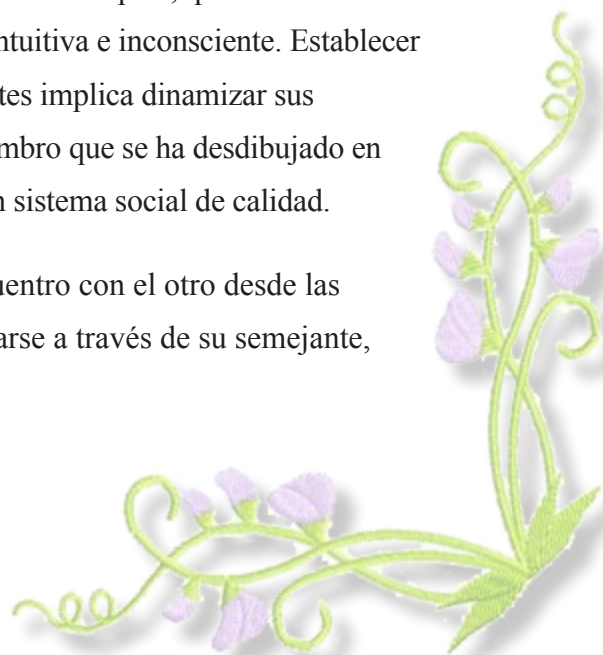 ntuitiva e inconsciente. Establecer
tes implica dinamizar sus
mbro que se ha desdibujado en
n sistema social de calidad.
uentro con el otro desde las
arse a través de su semejante,